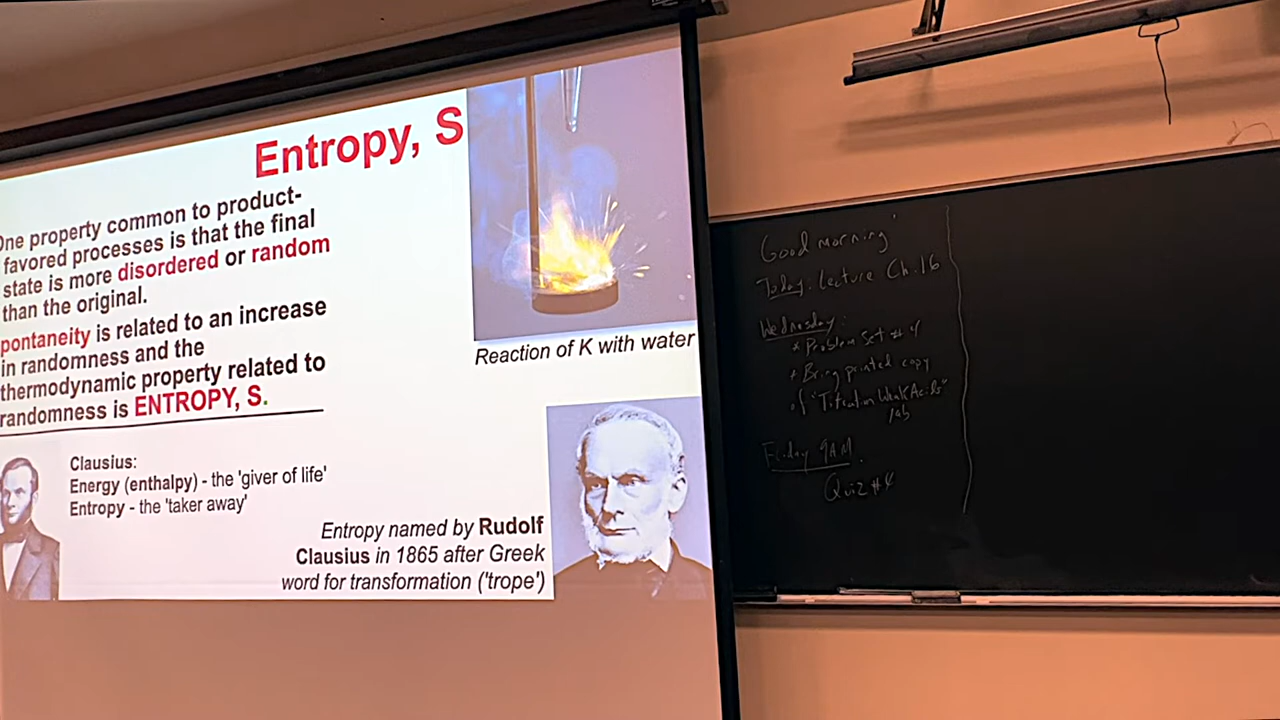 Entropy, S
One property common to product-
favored processes is that the final
state is more disordered or random
than the original.
pontaneity is related to an increase
in randomness and the
thermodynamic property related to
randomness is ENTROPY, S.
Reaction of K with water
Clausius:
Energy (enthalpy) - the 'giver of life'
Entropy - the 'taker away'
Entropy named by Rudolf
Clausius in 1865 after Greek
word for transformation ('trope')
Good morning
Today: Lecture Ch. 16
Wednesday:
* Problem Set #4
* Bring printed copy
of "Titration Weak Acids"
lab
Friday 9AM
Quiz #4